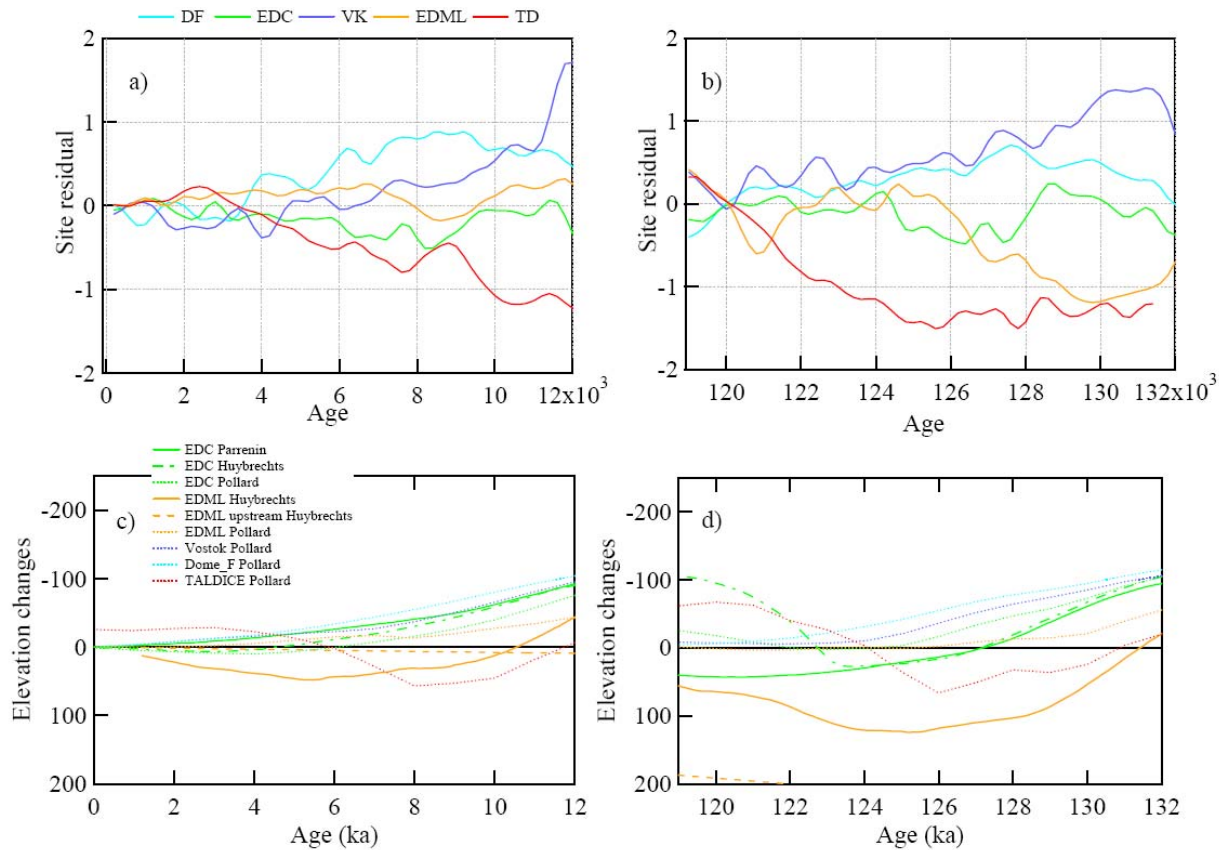 DF EDC VK EDML TD
a)
2
1
0
-1
-2
Site residual
0 2 4 6 8 10 12x10³
Age
b)
2
1
0
-1
-2
Site residual
120 122 124 126 128 130 132x10³
Age
EDC Parrenin
EDC Huybrechts
EDC Pollard
EDML Huybrechts
EDML upstream Huybrechts
EDML Pollard
Vostok Pollard
Dome_F Pollard
TALDICE Pollard
c)
-200
-100
0
100
200
Elevation changes
0 2 4 6 8 10 12
Age (ka)
d)
-200
-100
0
100
200
Elevation changes
120 122 124 126 128 130 132
Age (ka)